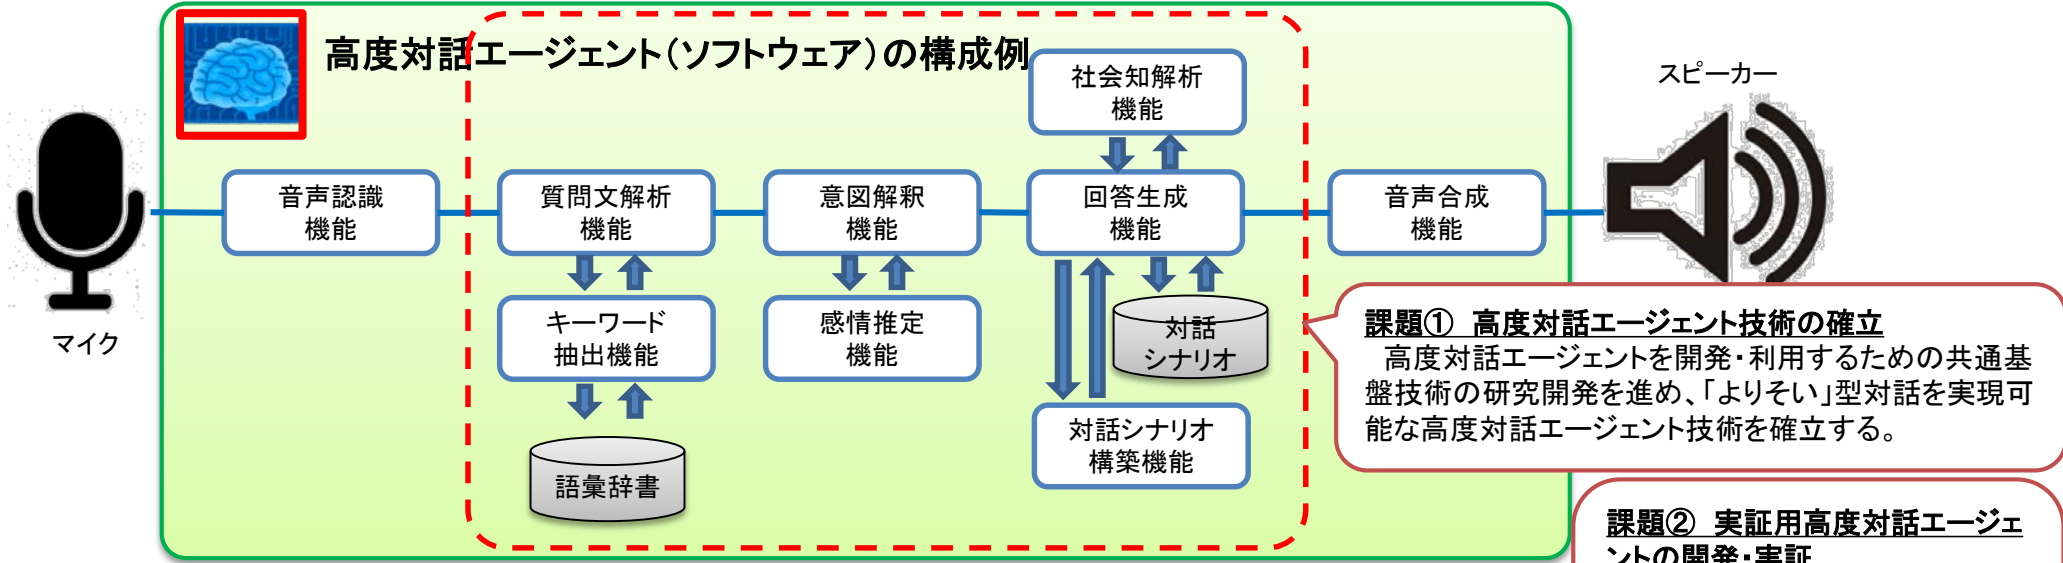 高度対話エージェント（ソフトウェア）の構成例
スピーカー
社会知解析
機能
音声認識
機能
質問文解析
機能
意図解釈
機能
回答生成
機能
音声合成
機能
マイク
キーワード
抽出機能
感情推定
機能
対話
シナリオ
対話シナリオ
構築機能
語彙辞書
課題①　高度対話エージェント技術の確立
高度対話エージェントを開発・利用するための共通基
盤技術の研究開発を進め、「よりそい」型対話を実現可
能な高度対話エージェント技術を確立する。
課題②　実証用高度対話エージェ
ントの開発・実証